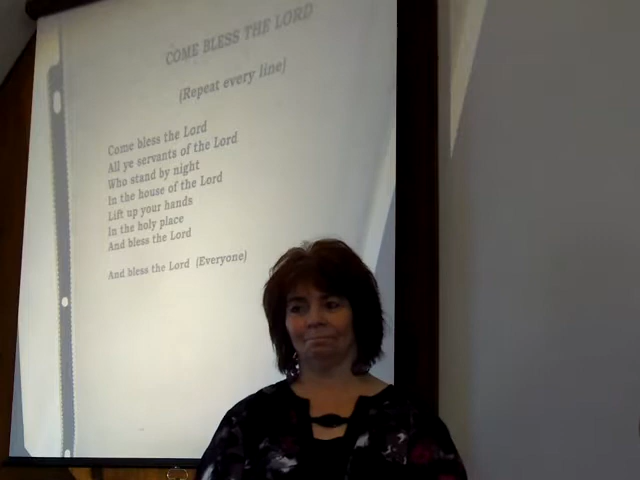 COME BLESS THE LORD
(Repeat every line)
Come bless the Lord
All ye servants of the Lord
Who stand by night
In the house of the Lord
Lift up your hands
In the holy place
And bless the Lord
And bless the Lord (Everyone)